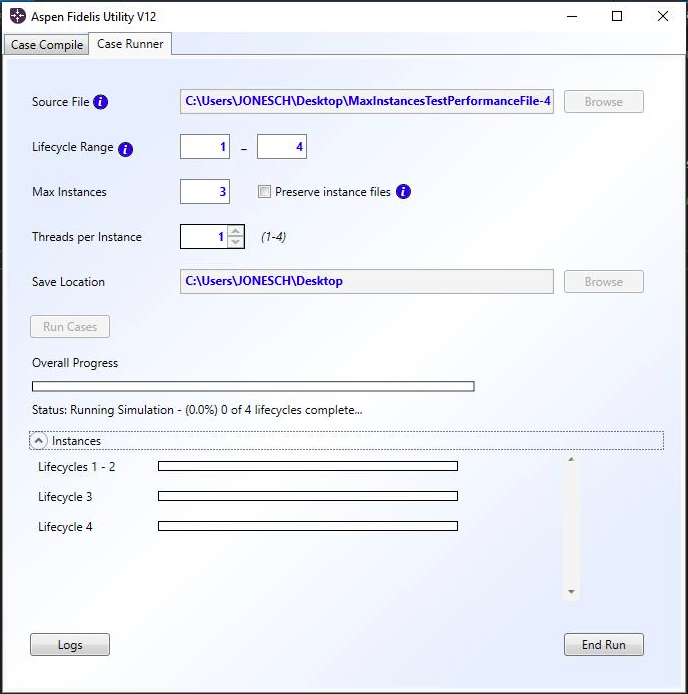 Aspen Fidelis Utility V12
Case Compile Case Runner
Source File C:\Users\JONESCH\Desktop\MaxInstancesTestPerformanceFile-4 Browse
Lifecycle Range 1 - 4
Max Instances 3 Preserve instance files
Threads per Instance 1 (1-4)
Save Location C:\Users\JONESCH\Desktop Browse
Run Cases
Overall Progress
Status: Running Simulation - (0.0%) 0 of 4 lifecycles complete...
Instances
Lifecycles 1 - 2
Lifecycle 3
Lifecycle 4
Logs End Run